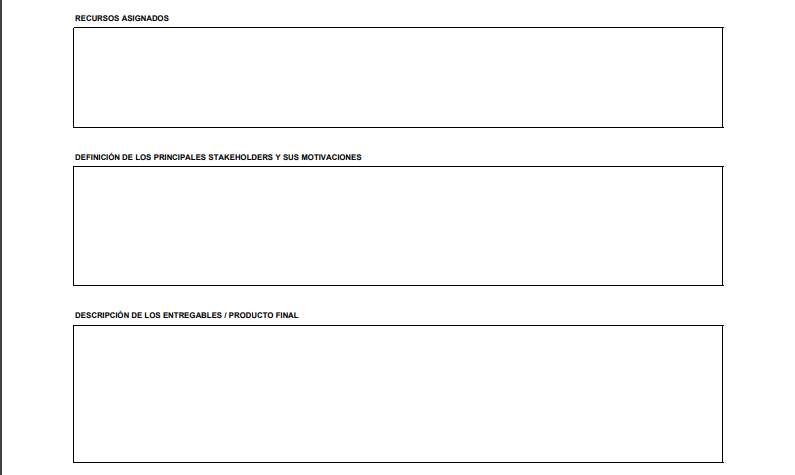 RECURSOS ASIGNADOS
DEFINICIÓN DE LOS PRINCIPALES STAKEHOLDERS Y SUS MOTIVACIONES
DESCRIPCIÓN DE LOS ENTREGABLES / PRODUCTO FINAL